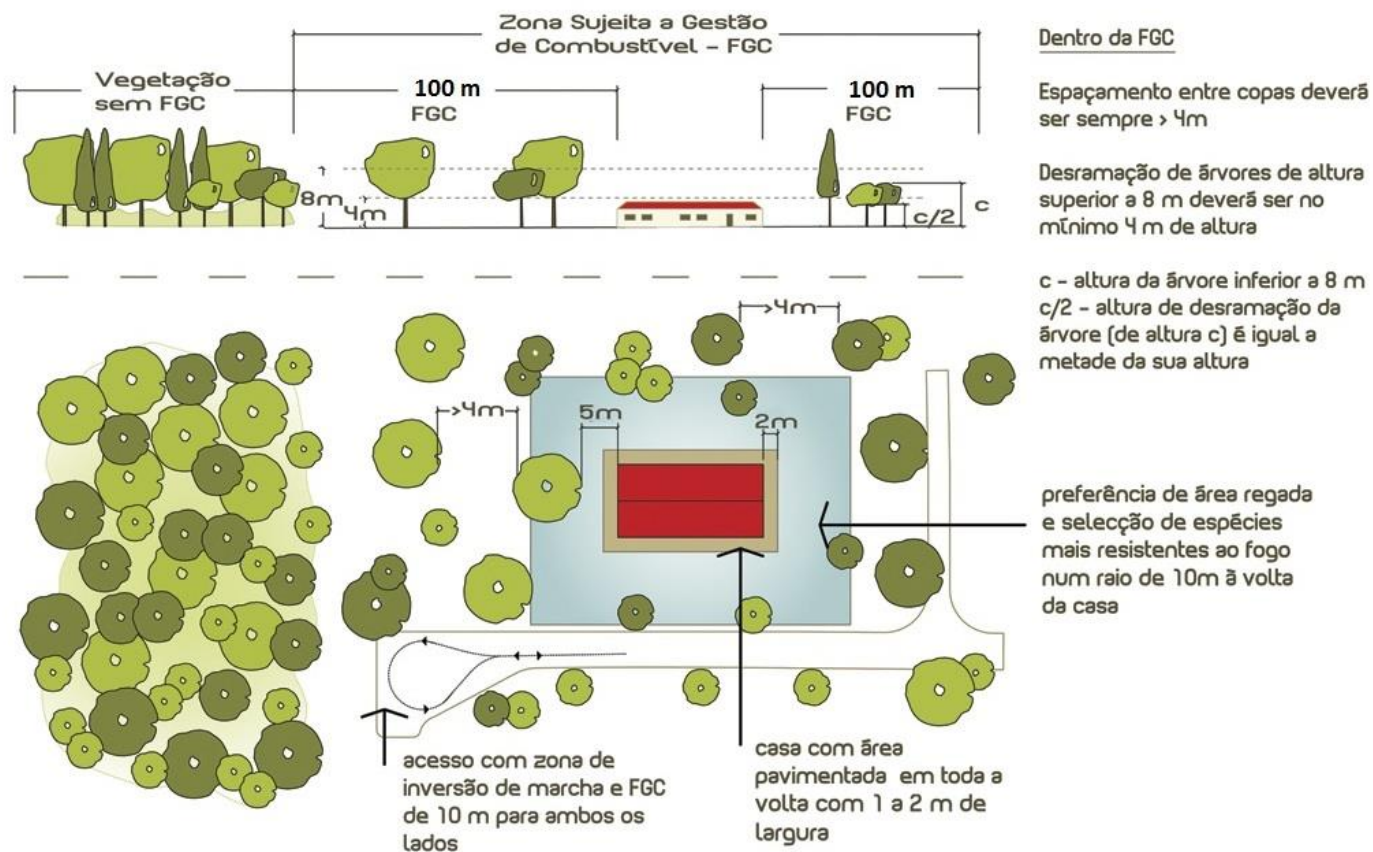 Zona Sujeita a Gestão
de Combustível - FGC
Vegetação
sem FGC
100 m
FGC
100 m
FGC
8m
4m
c/2
c
Dentro da FGC
Espaçamento entre copas deverá
ser sempre > 4m
Desramação de árvores de altura
superior a 8 m deverá ser no
mínimo 4 m de altura
c - altura da árvore inferior a 8 m
c/2 - altura de desramação da
árvore (de altura c) é igual a
metade da sua altura
>4m
>4m
5m
2m
preferência de área regada
e selecção de espécies
mais resistentes ao fogo
num raio de 10m à volta
da casa
acesso com zona de
inversão de marcha e FGC
de 10 m para ambos os
lados
casa com área
pavimentada em toda a
volta com 1 a 2 m de
largura